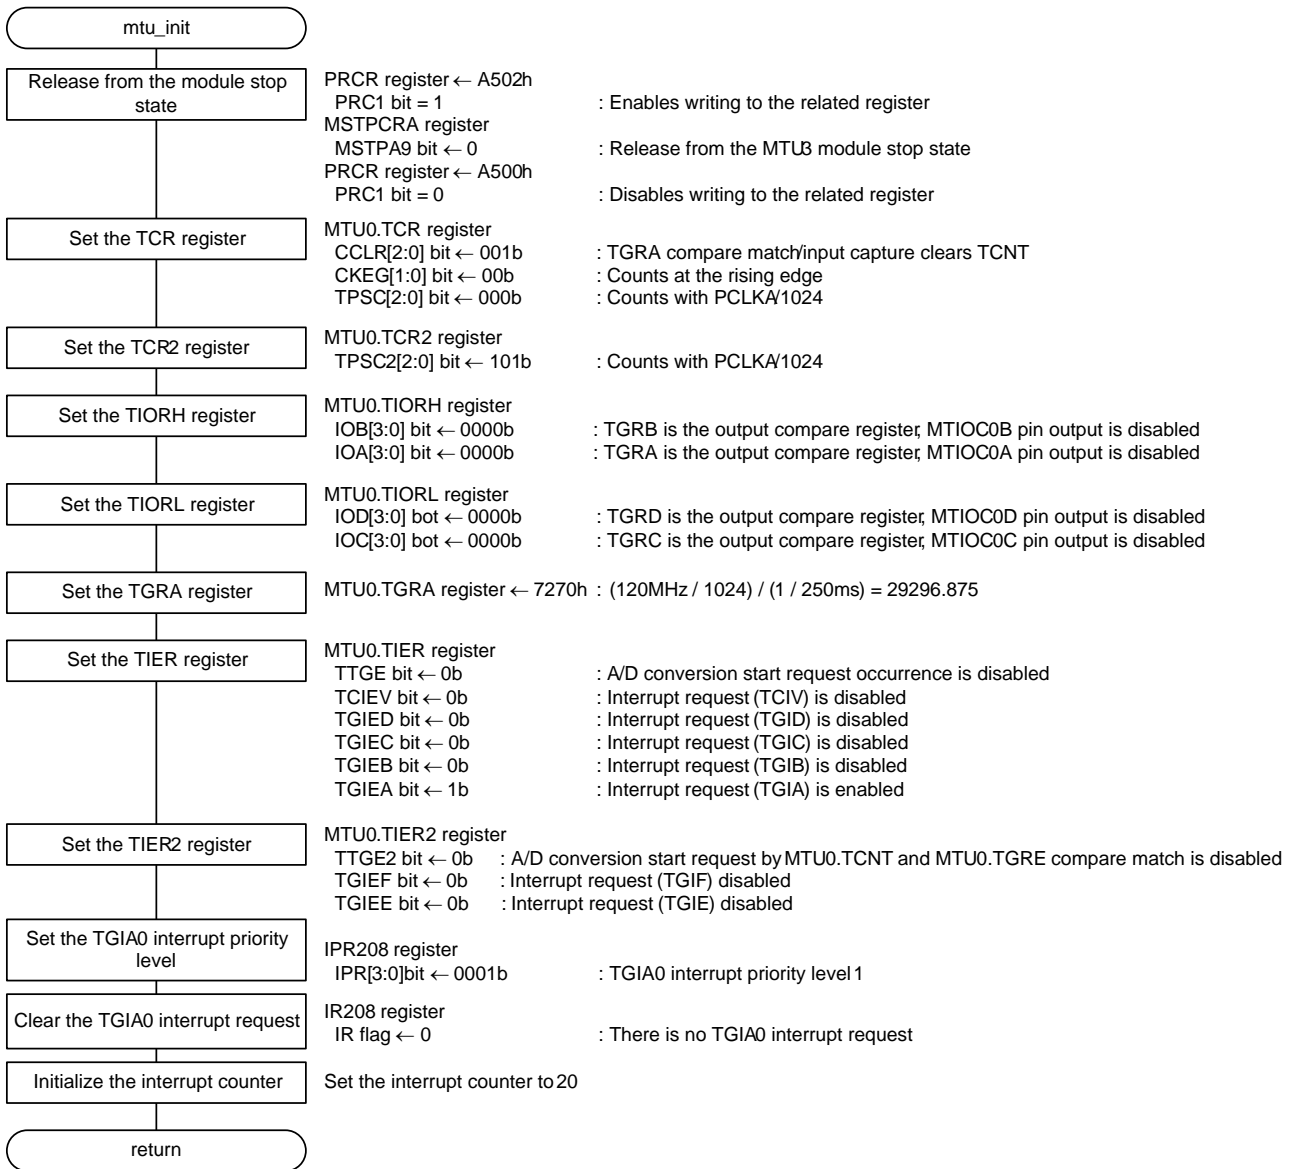 mtu_init
Release from the module stop
state
PRCR register ← A502h
PRC1 bit = 1 : Enables writing to the related register
MSTPCRA register
MSTPA9 bit ← 0 : Release from the MTU3 module stop state
PRCR register ← A500h
PRC1 bit = 0 : Disables writing to the related register
Set the TCR register
MTU0.TCR register
CCLR[2:0] bit ← 001b : TGRA compare match/input capture clears TCNT
CKEG[1:0] bit ← 00b : Counts at the rising edge
TPSC[2:0] bit ← 000b : Counts with PCLKA/1024
Set the TCR2 register
MTU0.TCR2 register
TPSC2[2:0] bit ← 101b : Counts with PCLKA/1024
Set the TIORH register
MTU0.TIORH register
IOB[3:0] bit ← 0000b : TGRB is the output compare register, MTIOC0B pin output is disabled
IOA[3:0] bit ← 0000b : TGRA is the output compare register, MTIOC0A pin output is disabled
Set the TIORL register
MTU0.TIORL register
IOD[3:0] bot ← 0000b : TGRD is the output compare register, MTIOC0D pin output is disabled
IOC[3:0] bot ← 0000b : TGRC is the output compare register, MTIOC0C pin output is disabled
Set the TGRA register
MTU0.TGRA register ← 7270h : (120MHz / 1024) / (1 / 250ms) = 29296.875
Set the TIER register
MTU0.TIER register
TTGE bit ← 0b : A/D conversion start request occurrence is disabled
TCIEV bit ← 0b : Interrupt request (TCIV) is disabled
TGIED bit ← 0b : Interrupt request (TGID) is disabled
TGIEC bit ← 0b : Interrupt request (TGIC) is disabled
TGIEB bit ← 0b : Interrupt request (TGIB) is disabled
TGIEA bit ← 1b : Interrupt request (TGIA) is enabled
Set the TIER2 register
MTU0.TIER2 register
TTGE2 bit ← 0b : A/D conversion start request by MTU0.TCNT and MTU0.TGRE compare match is disabled
TGIEF bit ← 0b : Interrupt request (TGIF) disabled
TGIEE bit ← 0b : Interrupt request (TGIE) disabled
Set the TGIA0 interrupt priority
level
IPR208 register
IPR[3:0]bit ← 0001b : TGIA0 interrupt priority level 1
Clear the TGIA0 interrupt request
IR208 register
IR flag ← 0 : There is no TGIA0 interrupt request
Initialize the interrupt counter
Set the interrupt counter to 20
return